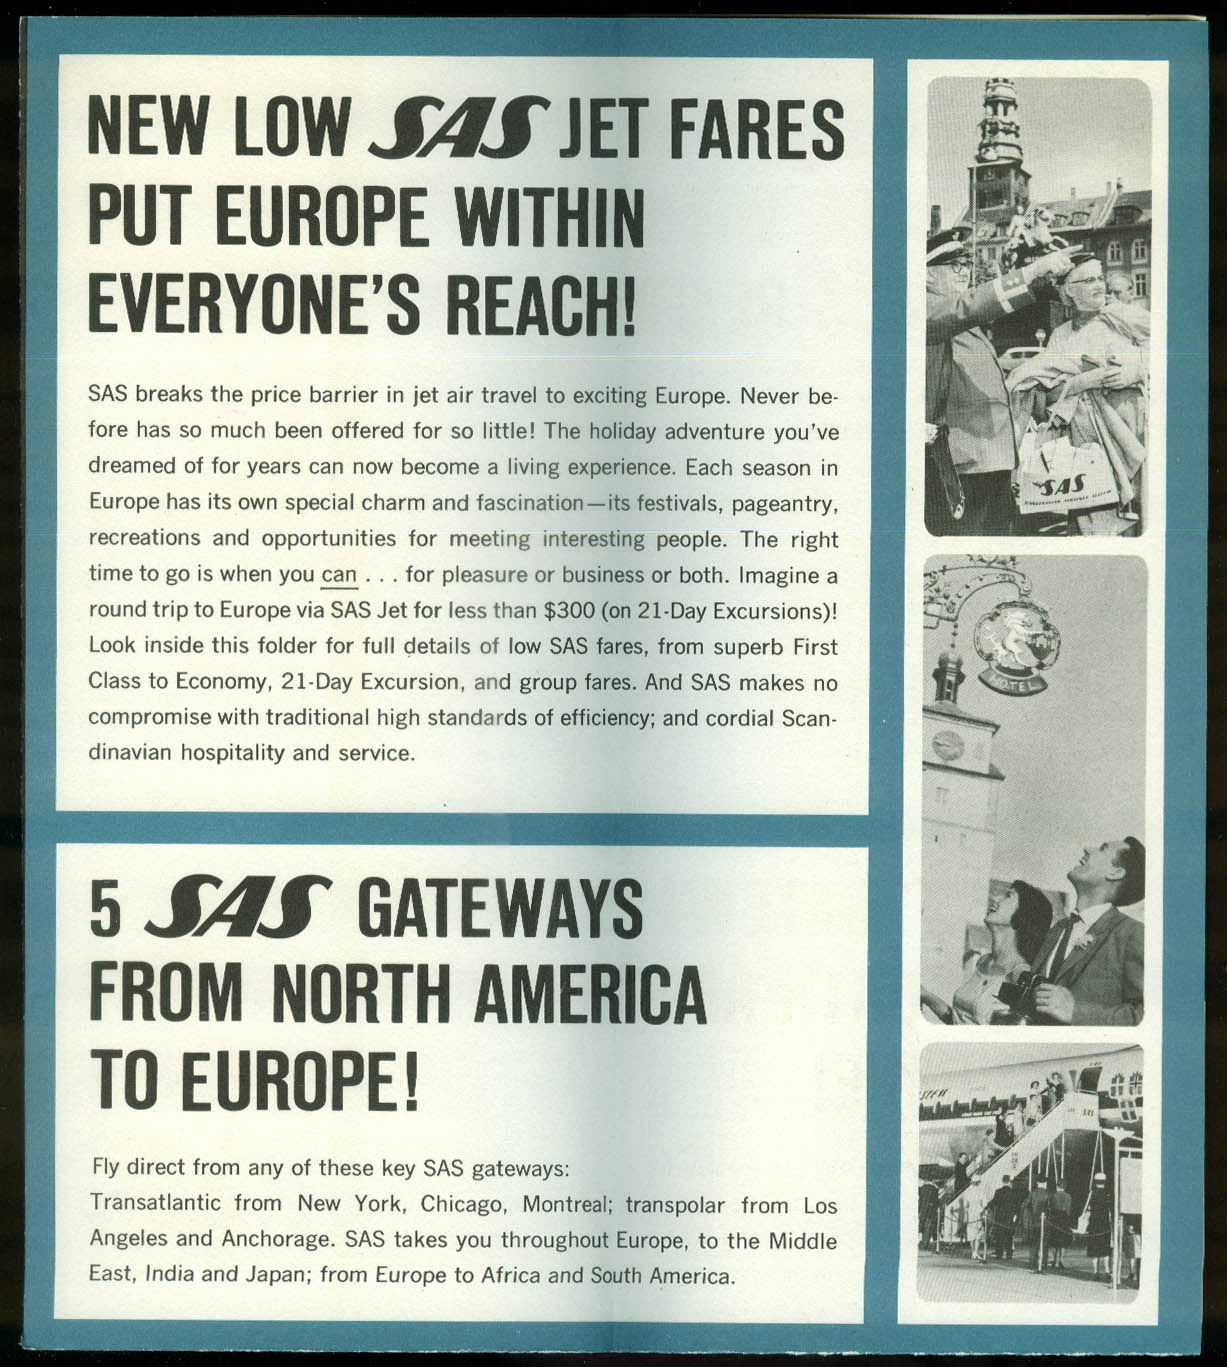 NEW LOW SAS JET FARES
PUT EUROPE WITHIN
EVERYONE'S REACH!
SAS breaks the price barrier in jet air travel to exciting Europe. Never be-
fore has so much been offered for so little! The holiday adventure you've
dreamed of for years can now become a living experience. Each season in
Europe has its own special charm and fascination—its festivals, pageantry,
recreations and opportunities for meeting interesting people. The right
time to go is when you can . . . for pleasure or business or both. Imagine a
round trip to Europe via SAS Jet for less than $300 (on 21-Day Excursions)!
Look inside this folder for full details of low SAS fares, from superb First
Class to Economy, 21-Day Excursion, and group fares. And SAS makes no
compromise with traditional high standards of efficiency; and cordial Scan-
dinavian hospitality and service.
5 SAS GATEWAYS
FROM NORTH AMERICA
TO EUROPE!
Fly direct from any of these key SAS gateways:
Transatlantic from New York, Chicago, Montreal; transpolar from Los
Angeles and Anchorage. SAS takes you throughout Europe, to the Middle
East, India and Japan; from Europe to Africa and South America.
SAS
SCANDINAVIAN AIRLINES SYSTEM
HOTEL
SAS